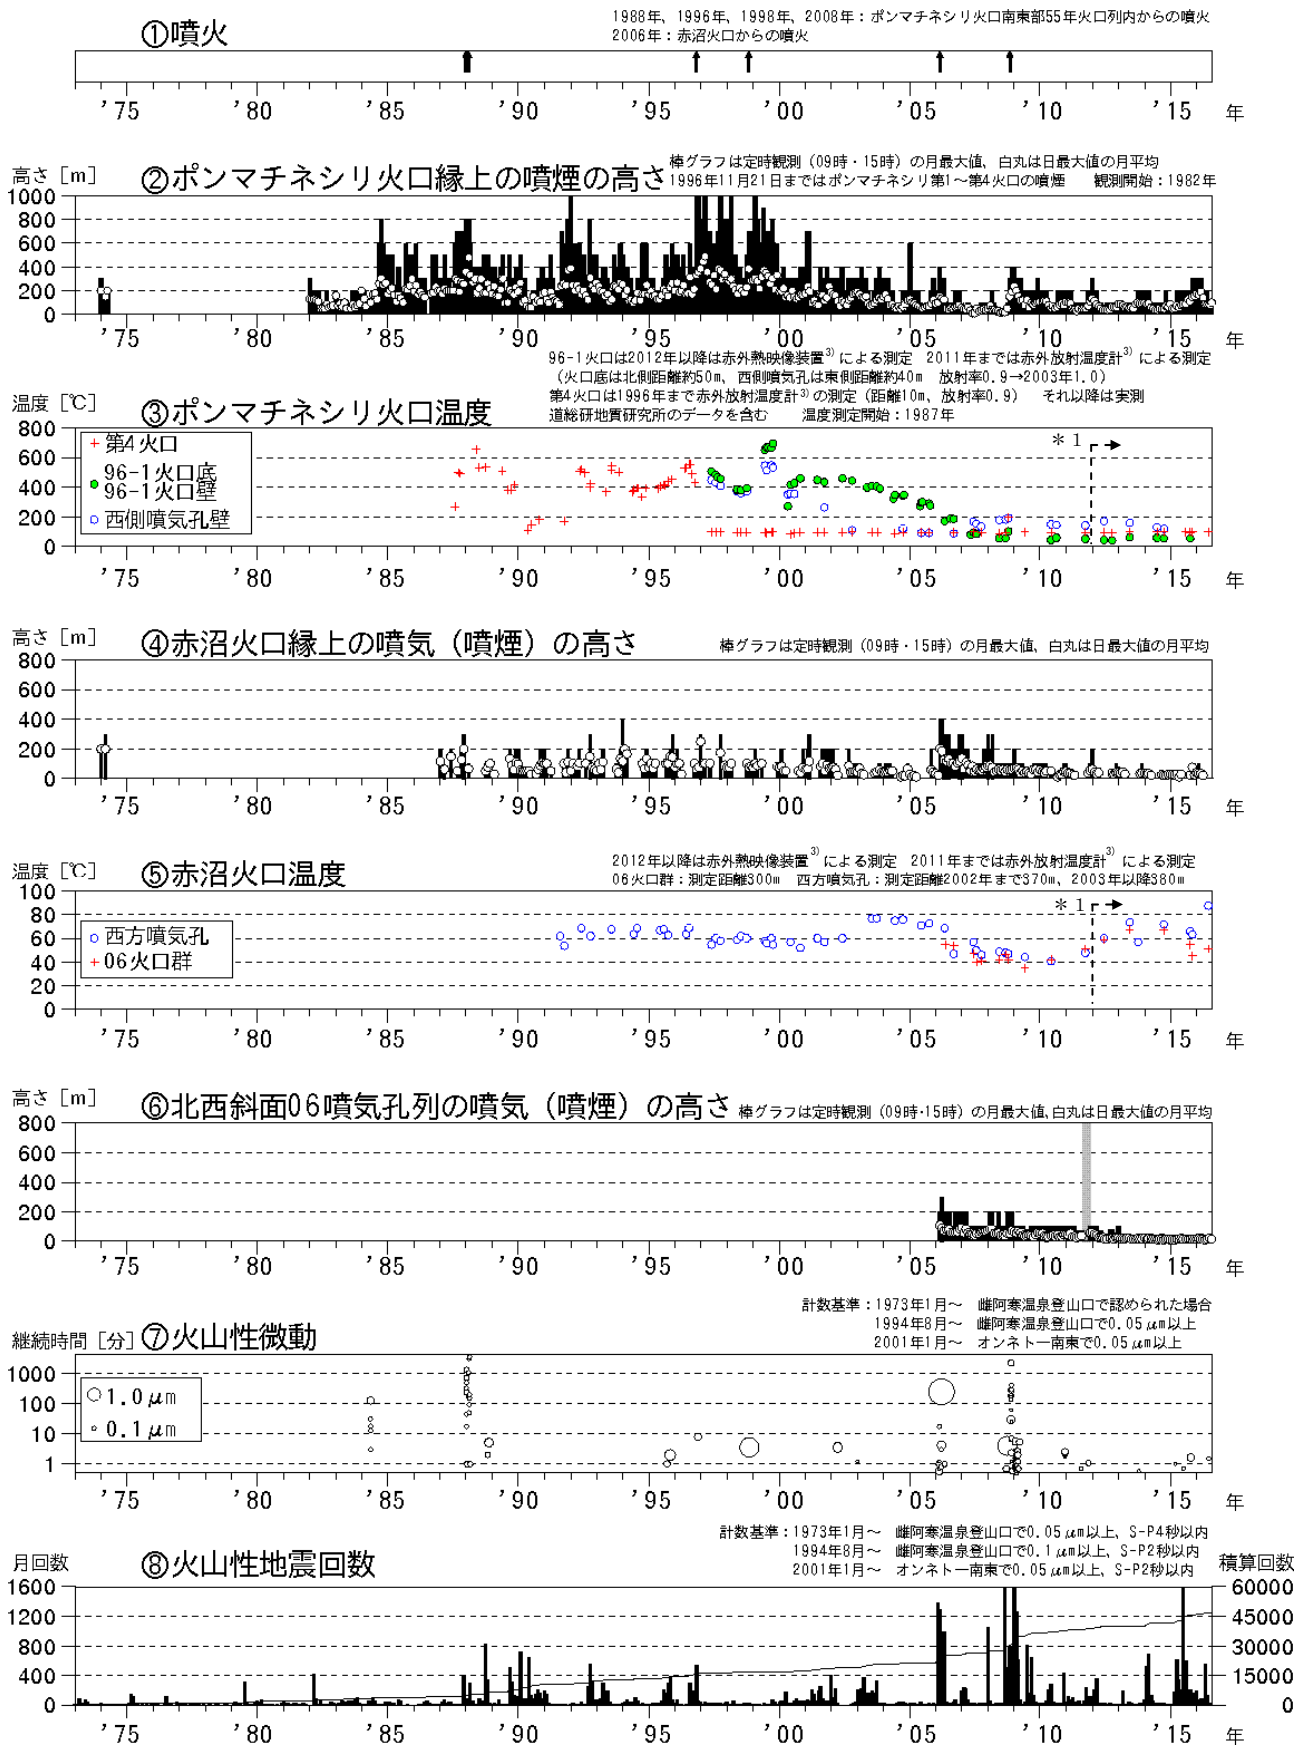 ①噴火
1988年、1996年、1998年、2008年：ポンマチネシリ火口南東部55年火口列内からの噴火
2006年：赤沼火口からの噴火
'75 '80 '85 '90 '95 '00 '05 '10 '15 年
高さ [m]
②ポンマチネシリ火口縁上の噴煙の高さ
棒グラフは定時観測（09時・15時）の月最大値、白丸は日最大値の月平均
1996年11月21日まではポンマチネシリ第1～第4火口の噴煙 観測開始：1982年
1000
800
600
400
200
0
'75 '80 '85 '90 '95 '00 '05 '10 '15 年
96-1火口は2012年以降は赤外熱映像装置3)による測定 2011年までは赤外放射温度計3)による測定
（火口底は北側距離約50m、西側噴気孔は東側距離約40m 放射率0.9→2003年1.0）
第4火口は1996年まで赤外放射温度計3)の測定（距離10m、放射率0.9） それ以降は実測
道総研地質研究所のデータを含む 温度測定開始：1987年
温度 [℃]
③ポンマチネシリ火口温度
800
600
400
200
0
第4火口
96-1火口底
96-1火口壁
西側噴気孔壁
＊1
'75 '80 '85 '90 '95 '00 '05 '10 '15 年
高さ [m]
④赤沼火口縁上の噴気（噴煙）の高さ
棒グラフは定時観測（09時・15時）の月最大値、白丸は日最大値の月平均
800
600
400
200
0
'75 '80 '85 '90 '95 '00 '05 '10 '15 年
温度 [℃]
⑤赤沼火口温度
2012年以降は赤外熱映像装置3)による測定 2011年までは赤外放射温度計3)による測定
06火口群：測定距離300m 西方噴気孔：測定距離2002年まで370m、2003年以降380m
100
80
60
40
20
0
西方噴気孔
06火口群
＊1
'75 '80 '85 '90 '95 '00 '05 '10 '15 年
高さ [m]
⑥北西斜面06噴気孔列の噴気（噴煙）の高さ
棒グラフは定時観測（09時･15時）の月最大値､白丸は日最大値の月平均
800
600
400
200
0
'75 '80 '85 '90 '95 '00 '05 '10 '15 年
計数基準：1973年1月～ 雌阿寒温泉登山口で認められた場合
1994年8月～ 雌阿寒温泉登山口で0.05μm以上
2001年1月～ オンネトー南東で0.05μm以上
継続時間 [分]
⑦火山性微動
1000
100
10
1
1.0μm
0.1μm
'75 '80 '85 '90 '95 '00 '05 '10 '15 年
計数基準：1973年1月～ 雌阿寒温泉登山口で0.05μm以上、S-P4秒以内
1994年8月～ 雌阿寒温泉登山口で0.1μm以上、S-P2秒以内
2001年1月～ オンネトー南東で0.05μm以上、S-P2秒以内
月回数
⑧火山性地震回数
積算回数
1600 60000
1200 45000
800 30000
400 15000
0 0
'75 '80 '85 '90 '95 '00 '05 '10 '15 年